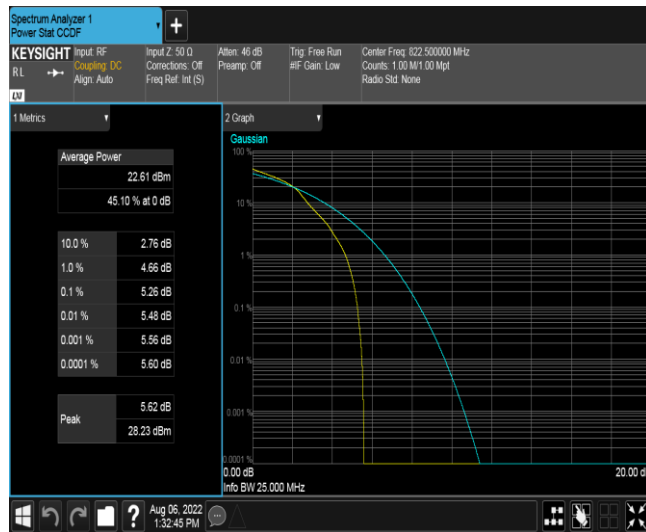 Spectrum Analyzer 1
Power Stat CCDF
+
KEYSIGHT
RL
LXI
Input: RF
Coupling: DC
Align: Auto
Input Z: 50 Ω
Corrections: Off
Freq Ref: Int (S)
Atten: 46 dB
Preamp: Off
Trig: Free Run
#IF Gain: Low
Center Freq: 822.500000 MHz
Counts: 1.00 M/1.00 Mpt
Radio Std: None
1 Metrics
Average Power
22.61 dBm
45.10 % at 0 dB
10.0 % 2.76 dB
1.0 % 4.66 dB
0.1 % 5.26 dB
0.01 % 5.48 dB
0.001 % 5.56 dB
0.0001 % 5.60 dB
Peak
5.62 dB
28.23 dBm
2 Graph
Gaussian
100 %
10 %
1 %
0.1 %
0.01 %
0.001 %
0.0001 %
0.00 dB
20.00 d
Info BW 25.000 MHz
?
Aug 06, 2022
1:32:45 PM